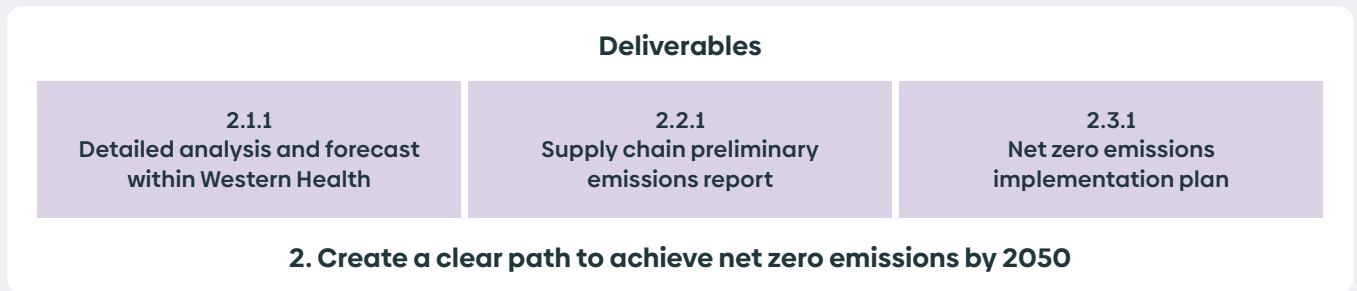 Deliverables
2.1.1
Detailed analysis and forecast
within Western Health
2.2.1
Supply chain preliminary
emissions report
2.3.1
Net zero emissions
implementation plan
2. Create a clear path to achieve net zero emissions by 2050